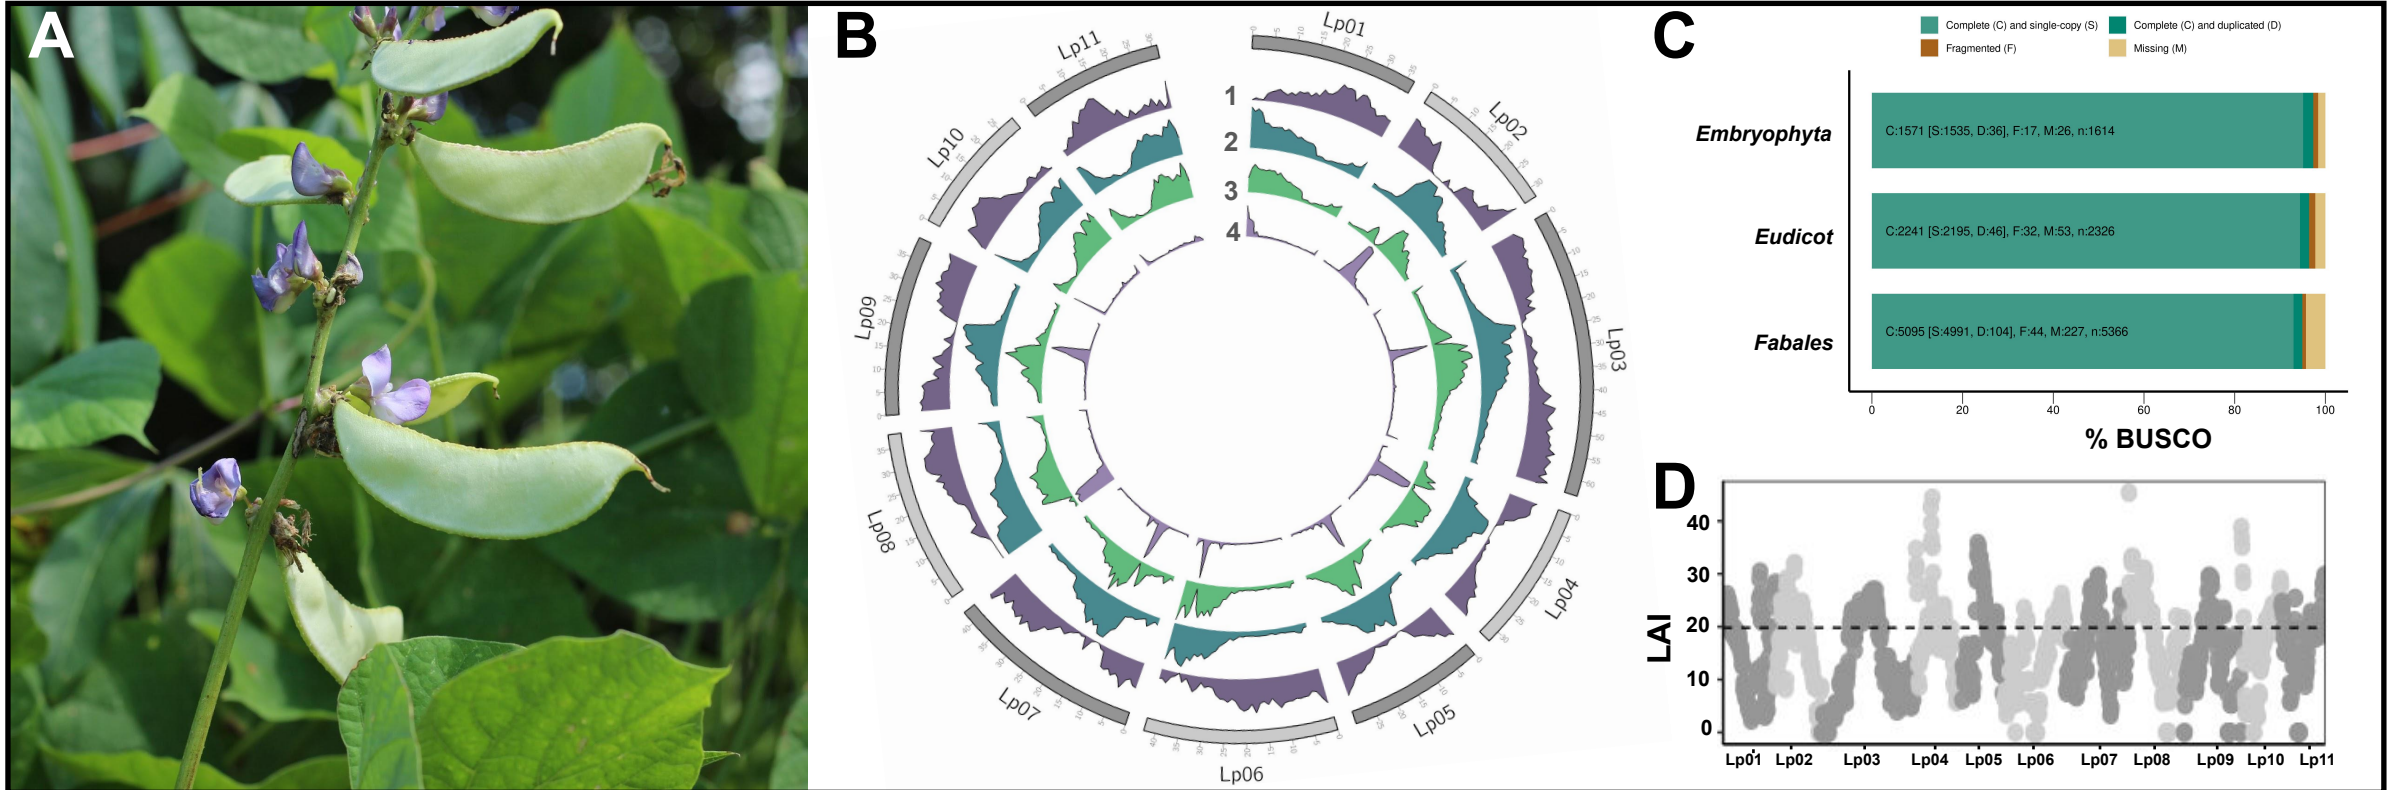 A
B
Lp01
Lp02
Lp03
Lp04
Lp05
Lp06
Lp07
Lp08
Lp09
Lp10
Lp11
1
2
3
4
C
Complete (C) and single-copy (S)
Complete (C) and duplicated (D)
Fragmented (F)
Missing (M)
Embryophyta
C:1571 [S:1535, D:36], F:17, M:26, n:1614
Eudicot
C:2241 [S:2195, D:46], F:32, M:53, n:2326
Fabales
C:5095 [S:4991, D:104], F:44, M:227, n:5366
0 20 40 60 80 100
% BUSCO
D
LAI
40
30
20
10
0
Lp01 Lp02 Lp03 Lp04 Lp05 Lp06 Lp07 Lp08 Lp09 Lp10 Lp11